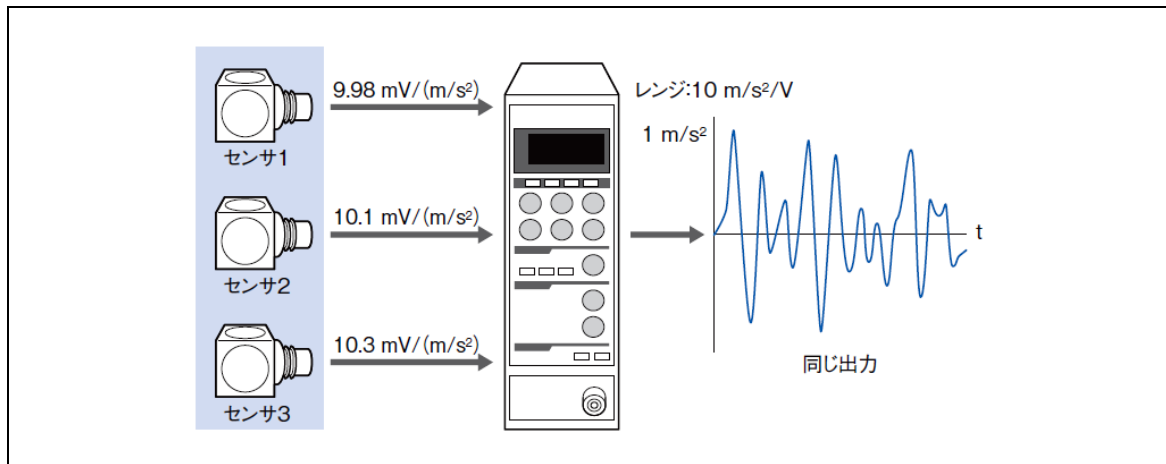 9.98 mV/(m/s²)
センサ1
10.1 mV/(m/s²)
センサ2
10.3 mV/(m/s²)
センサ3
レンジ:10 m/s²/V
1 m/s²
t
同じ出力